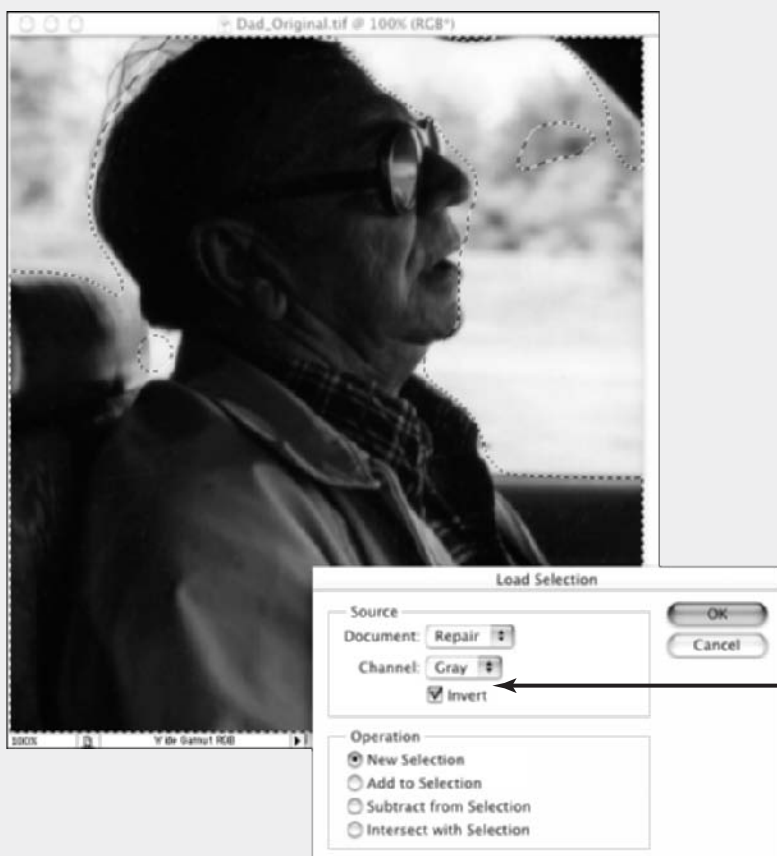 Dad_Original.tif @ 100% (RGB*)
100%
Wide Gamut RGB
Load Selection
Source
Document: Repair
Channel: Gray
Invert
OK
Cancel
Operation
New Selection
Add to Selection
Subtract from Selection
Intersect with Selection